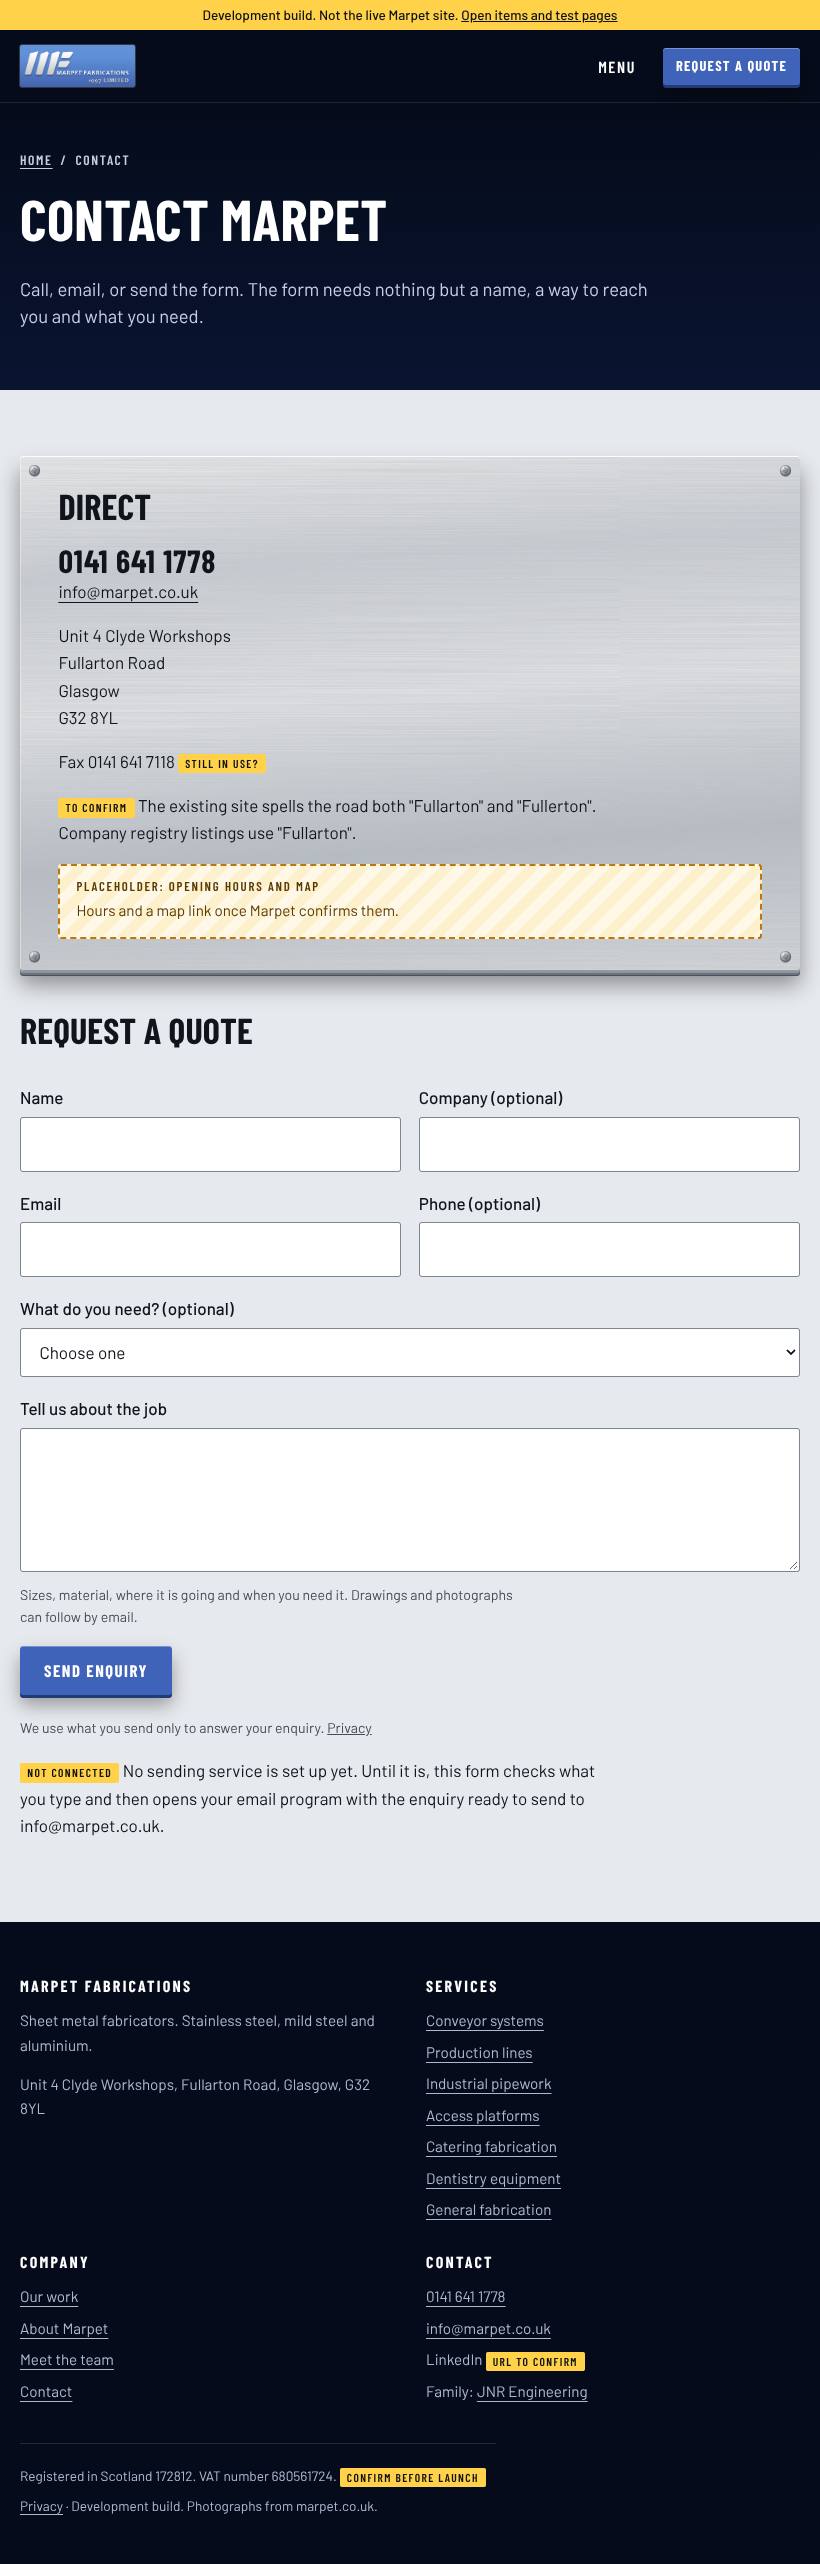 Development build. Not the live Marpet site. Open items and test pages
MF MARPET FABRICATIONS
1997 LIMITED
MENU
REQUEST A QUOTE
HOME / CONTACT
CONTACT MARPET
Call, email, or send the form. The form needs nothing but a name, a way to reach
you and what you need.
DIRECT
0141 641 1778
info@marpet.co.uk
Unit 4 Clyde Workshops
Fullarton Road
Glasgow
G32 8YL
Fax 0141 641 7118 STILL IN USE?
TO CONFIRM The existing site spells the road both "Fullarton" and "Fullerton".
Company registry listings use "Fullarton".
PLACEHOLDER: OPENING HOURS AND MAP
Hours and a map link once Marpet confirms them.
REQUEST A QUOTE
Name
Company (optional)
Email
Phone (optional)
What do you need? (optional)
Choose one
Tell us about the job
Sizes, material, where it is going and when you need it. Drawings and photographs
can follow by email.
SEND ENQUIRY
We use what you send only to answer your enquiry. Privacy
NOT CONNECTED No sending service is set up yet. Until it is, this form checks what
you type and then opens your email program with the enquiry ready to send to
info@marpet.co.uk.
MARPET FABRICATIONS
Sheet metal fabricators. Stainless steel, mild steel and
aluminium.
Unit 4 Clyde Workshops, Fullarton Road, Glasgow, G32
8YL
SERVICES
Conveyor systems
Production lines
Industrial pipework
Access platforms
Catering fabrication
Dentistry equipment
General fabrication
COMPANY
Our work
About Marpet
Meet the team
Contact
CONTACT
0141 641 1778
info@marpet.co.uk
LinkedIn URL TO CONFIRM
Family: JNR Engineering
Registered in Scotland 172812. VAT number 680561724. CONFIRM BEFORE LAUNCH
Privacy · Development build. Photographs from marpet.co.uk.